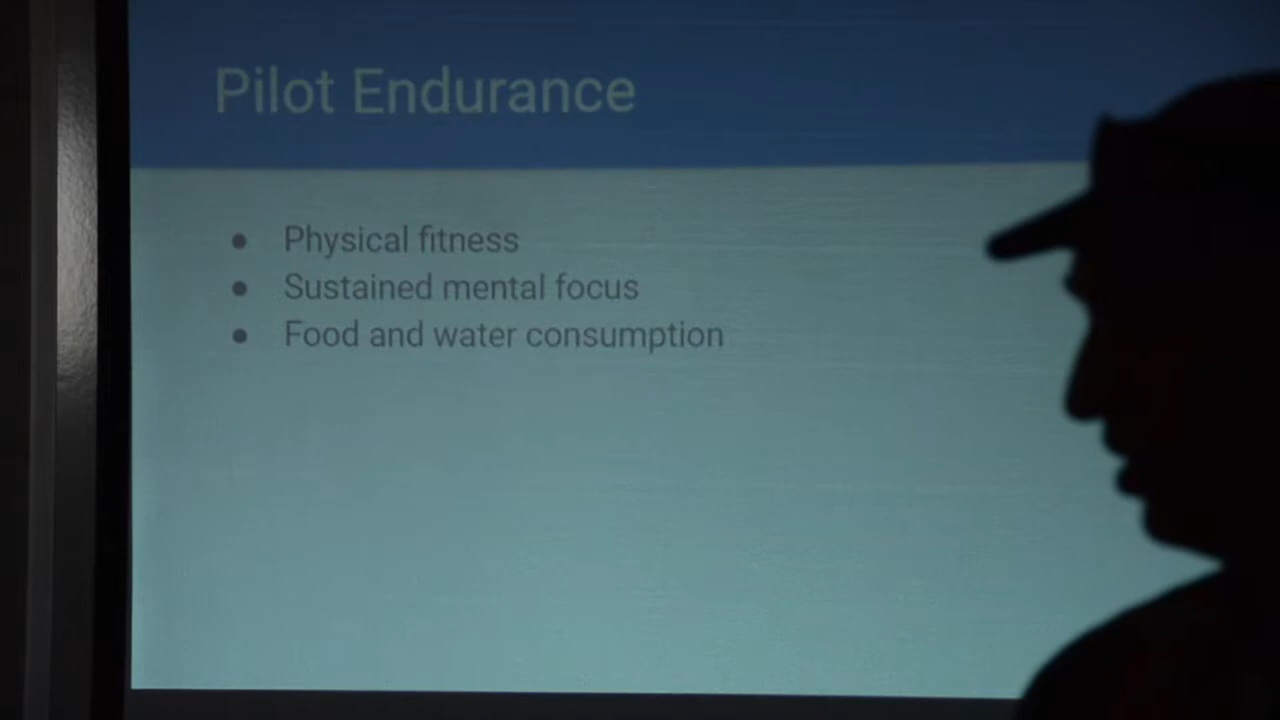 Pilot Endurance
● Physical fitness
● Sustained mental focus
● Food and water consumption